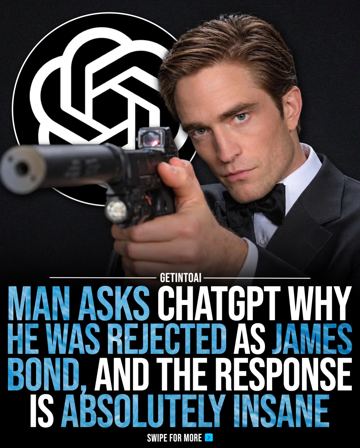 GETINTOAI
MAN ASKS CHATGPT WHY
HE WAS REJECTED AS JAMES
BOND, AND THE RESPONSE
IS ABSOLUTELY INSANE
SWIPE FOR MORE